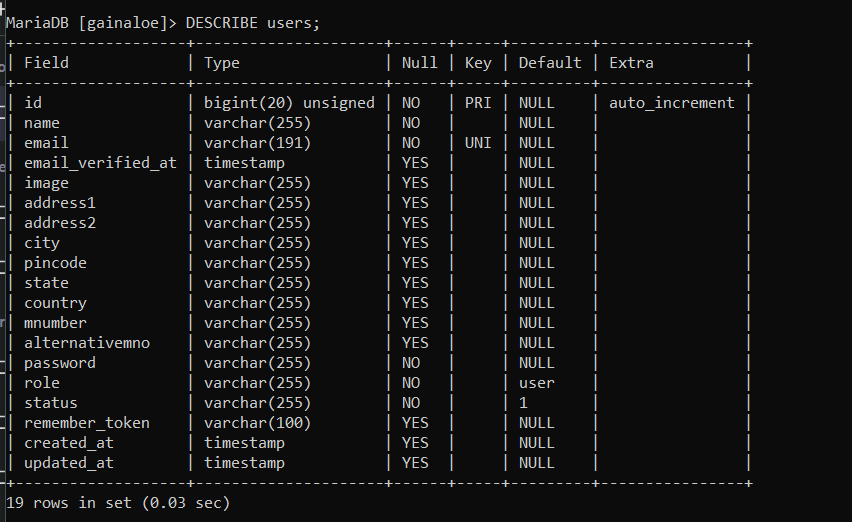 MariaDB [gainaloe]> DESCRIBE users;
+-------------------+---------------------+------+-----+---------+----------------+
| Field             | Type                | Null | Key | Default | Extra          |
+-------------------+---------------------+------+-----+---------+----------------+
| id                | bigint(20) unsigned | NO   | PRI | NULL    | auto_increment |
| name              | varchar(255)        | NO   |     | NULL    |                |
| email             | varchar(191)        | NO   | UNI | NULL    |                |
| email_verified_at | timestamp           | YES  |     | NULL    |                |
| image             | varchar(255)        | YES  |     | NULL    |                |
| address1          | varchar(255)        | YES  |     | NULL    |                |
| address2          | varchar(255)        | YES  |     | NULL    |                |
| city              | varchar(255)        | YES  |     | NULL    |                |
| pincode           | varchar(255)        | YES  |     | NULL    |                |
| state             | varchar(255)        | YES  |     | NULL    |                |
| country           | varchar(255)        | YES  |     | NULL    |                |
| mnumber           | varchar(255)        | YES  |     | NULL    |                |
| alternativemno    | varchar(255)        | YES  |     | NULL    |                |
| password          | varchar(255)        | NO   |     | NULL    |                |
| role              | varchar(255)        | NO   |     | user    |                |
| status            | varchar(255)        | NO   |     | 1       |                |
| remember_token    | varchar(100)        | YES  |     | NULL    |                |
| created_at        | timestamp           | YES  |     | NULL    |                |
| updated_at        | timestamp           | YES  |     | NULL    |                |
+-------------------+---------------------+------+-----+---------+----------------+
19 rows in set (0.03 sec)